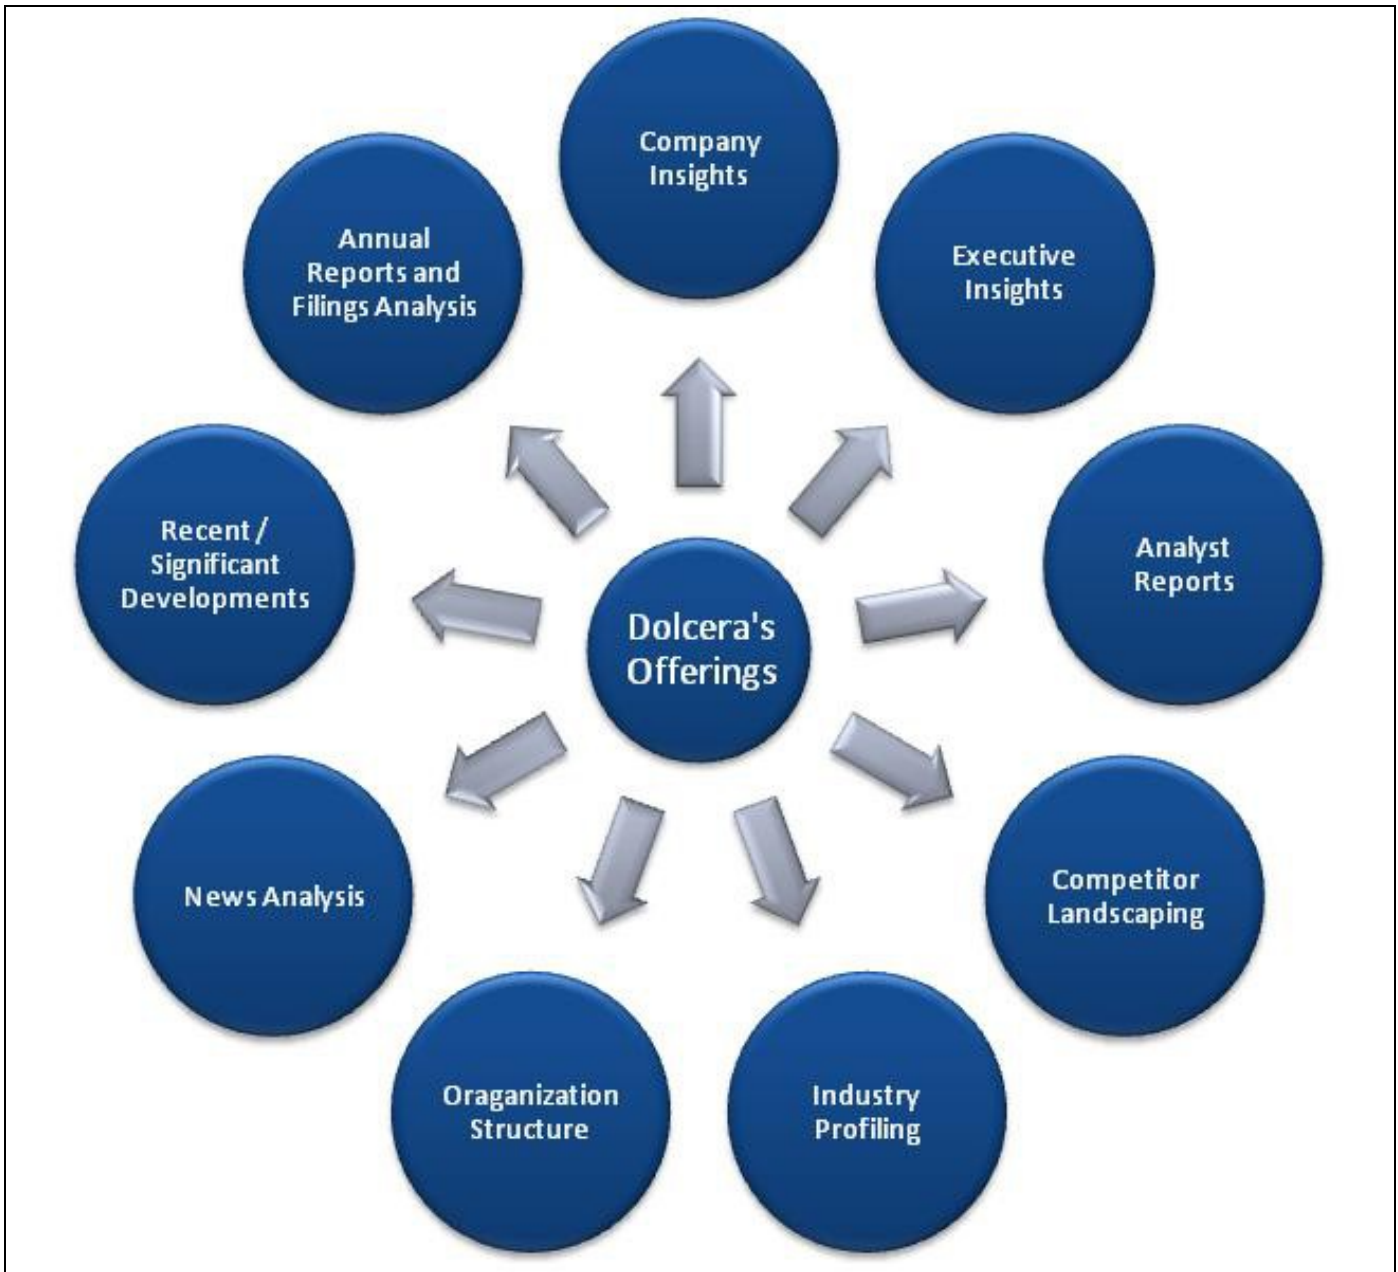 Company
Insights
Executive
Insights
Analyst
Reports
Competitor
Landscaping
Industry
Profiling
Oraganization
Structure
News Analysis
Recent /
Significant
Developments
Annual
Reports and
Filings Analysis
Dolcera's
Offerings